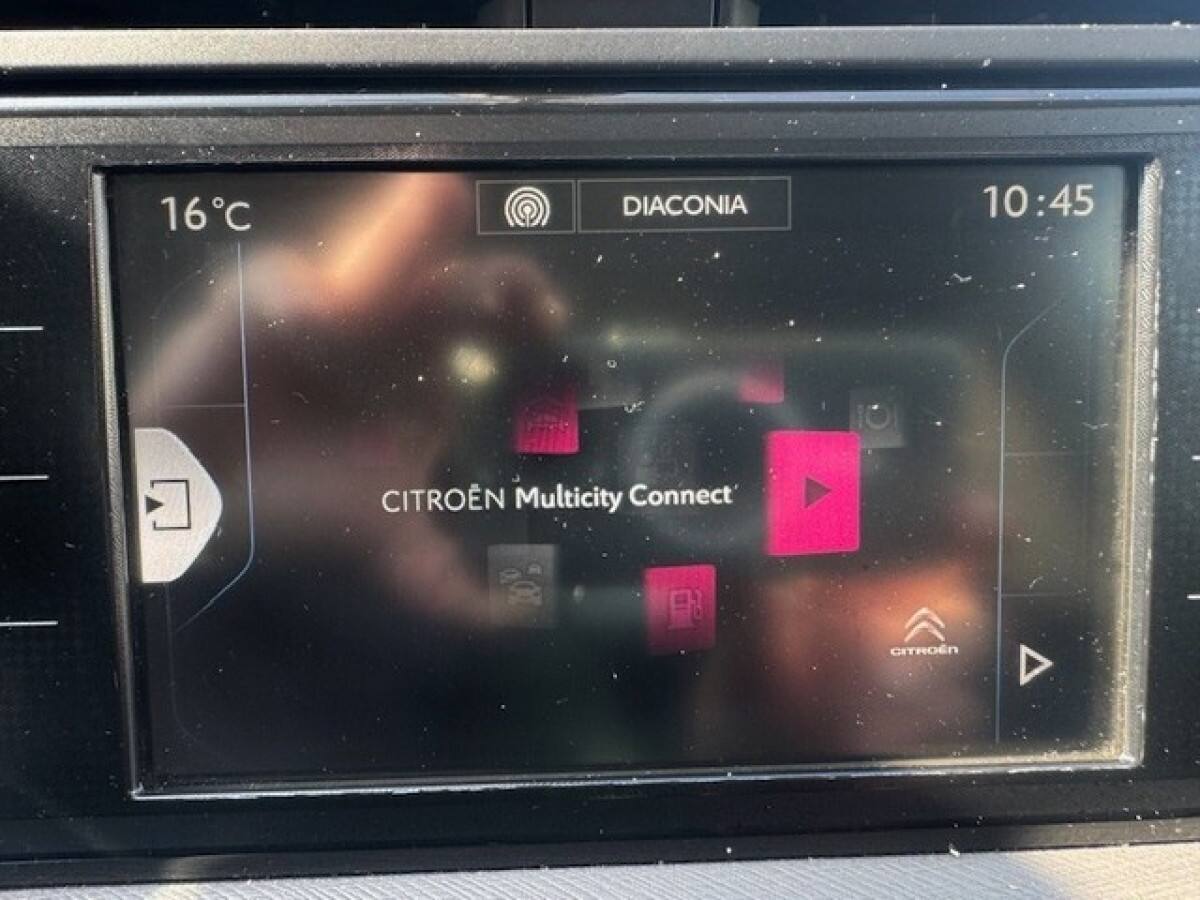 16°C
DIACONIA
10:45
CITROËN Multicity Connect
CITROËN